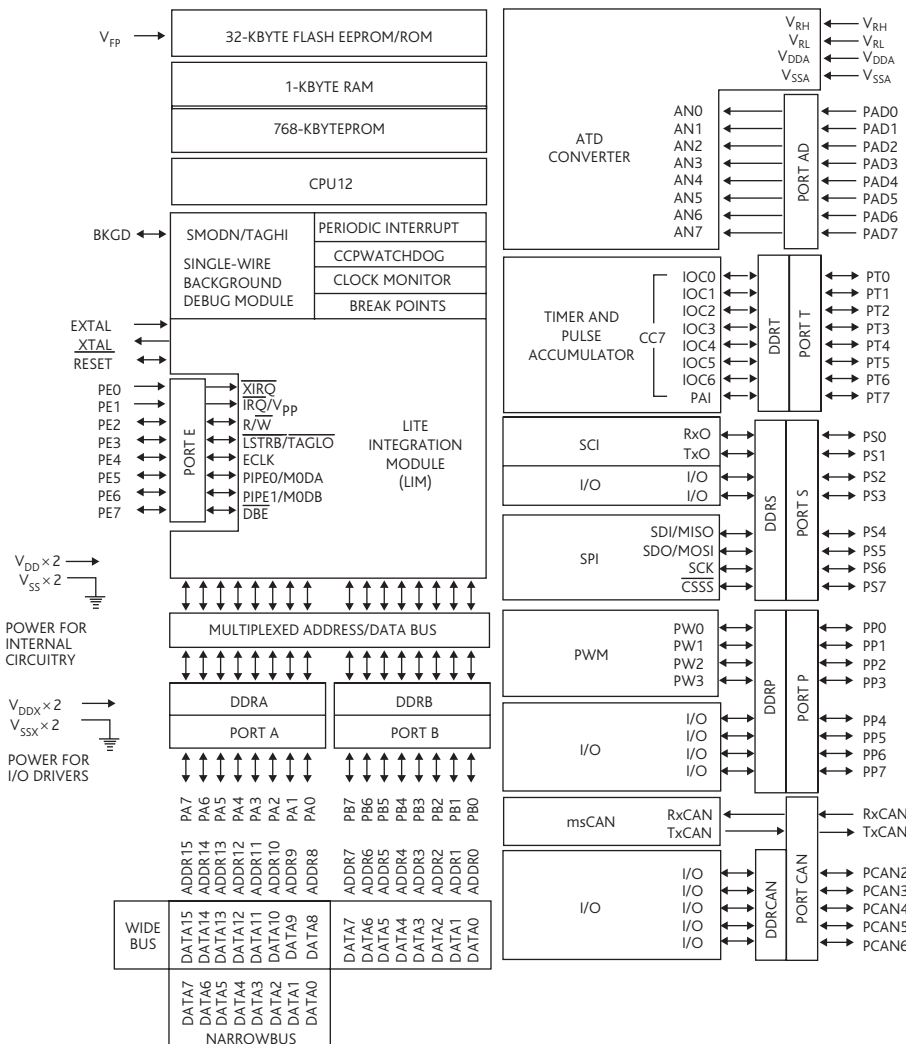 V_FP
32-KBYTE FLASH EEPROM/ROM
1-KBYTE RAM
768-KBYTEPROM
CPU12
BKGD
SMODN/TAGHI
SINGLE-WIRE
BACKGROUND
DEBUG MODULE
PERIODIC INTERRUPT
CCPWATCHDOG
CLOCK MONITOR
BREAK POINTS
EXTAL
XTAL
RESET
PE0
PE1
PE2
PE3
PE4
PE5
PE6
PE7
PORT E
XIRQ
IRQ/V_PP
R/W
LSTRB/TAGLO
ECLK
PIPE0/M0DA
PIPE1/M0DB
DBE
LITE
INTEGRATION
MODULE
(LIM)
V_DD × 2
V_SS × 2
POWER FOR
INTERNAL
CIRCUITRY
MULTIPLEXED ADDRESS/DATA BUS
V_DDX × 2
V_SSX × 2
POWER FOR
I/O DRIVERS
DDRA
DDRB
PORT A
PORT B
PA7
PA6
PA5
PA4
PA3
PA2
PA1
PA0
PB7
PB6
PB5
PB4
PB3
PB2
PB1
PB0
ADDR15
ADDR14
ADDR13
ADDR12
ADDR11
ADDR10
ADDR9
ADDR8
ADDR7
ADDR6
ADDR5
ADDR4
ADDR3
ADDR2
ADDR1
ADDR0
WIDE
BUS
DATA15
DATA14
DATA13
DATA12
DATA11
DATA10
DATA9
DATA8
DATA7
DATA6
DATA5
DATA4
DATA3
DATA2
DATA1
DATA0
DATA7
DATA6
DATA5
DATA4
DATA3
DATA2
DATA1
DATA0
NARROWBUS
ATD
CONVERTER
V_RH
V_RL
V_DDA
V_SSA
V_RH
V_RL
V_DDA
V_SSA
AN0
AN1
AN2
AN3
AN4
AN5
AN6
AN7
PORT AD
PAD0
PAD1
PAD2
PAD3
PAD4
PAD5
PAD6
PAD7
TIMER AND
PULSE
ACCUMULATOR
CC7
IOC0
IOC1
IOC2
IOC3
IOC4
IOC5
IOC6
PAI
DDRT
PORT T
PT0
PT1
PT2
PT3
PT4
PT5
PT6
PT7
SCI
RxO
TxO
I/O
I/O
I/O
SPI
SDI/MISO
SDO/MOSI
SCK
CSSS
DDRS
PORT S
PS0
PS1
PS2
PS3
PS4
PS5
PS6
PS7
PWM
PW0
PW1
PW2
PW3
I/O
I/O
I/O
I/O
I/O
DDRP
PORT P
PP0
PP1
PP2
PP3
PP4
PP5
PP6
PP7
msCAN
RxCAN
TxCAN
RxCAN
TxCAN
I/O
I/O
I/O
I/O
I/O
I/O
DDRCAN
PORT CAN
PCAN2
PCAN3
PCAN4
PCAN5
PCAN6